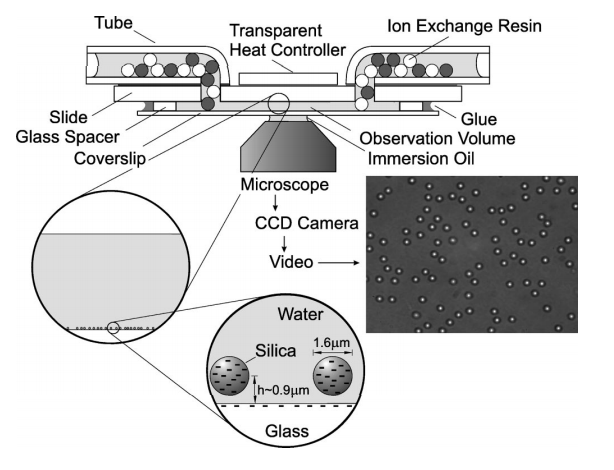 Tube
Transparent
Heat Controller
Ion Exchange Resin
Slide
Glass Spacer
Coverslip
Glue
Observation Volume
Immersion Oil
Microscope
CCD Camera
Video
Water
Silica
1.6μm
h~0.9μm
Glass